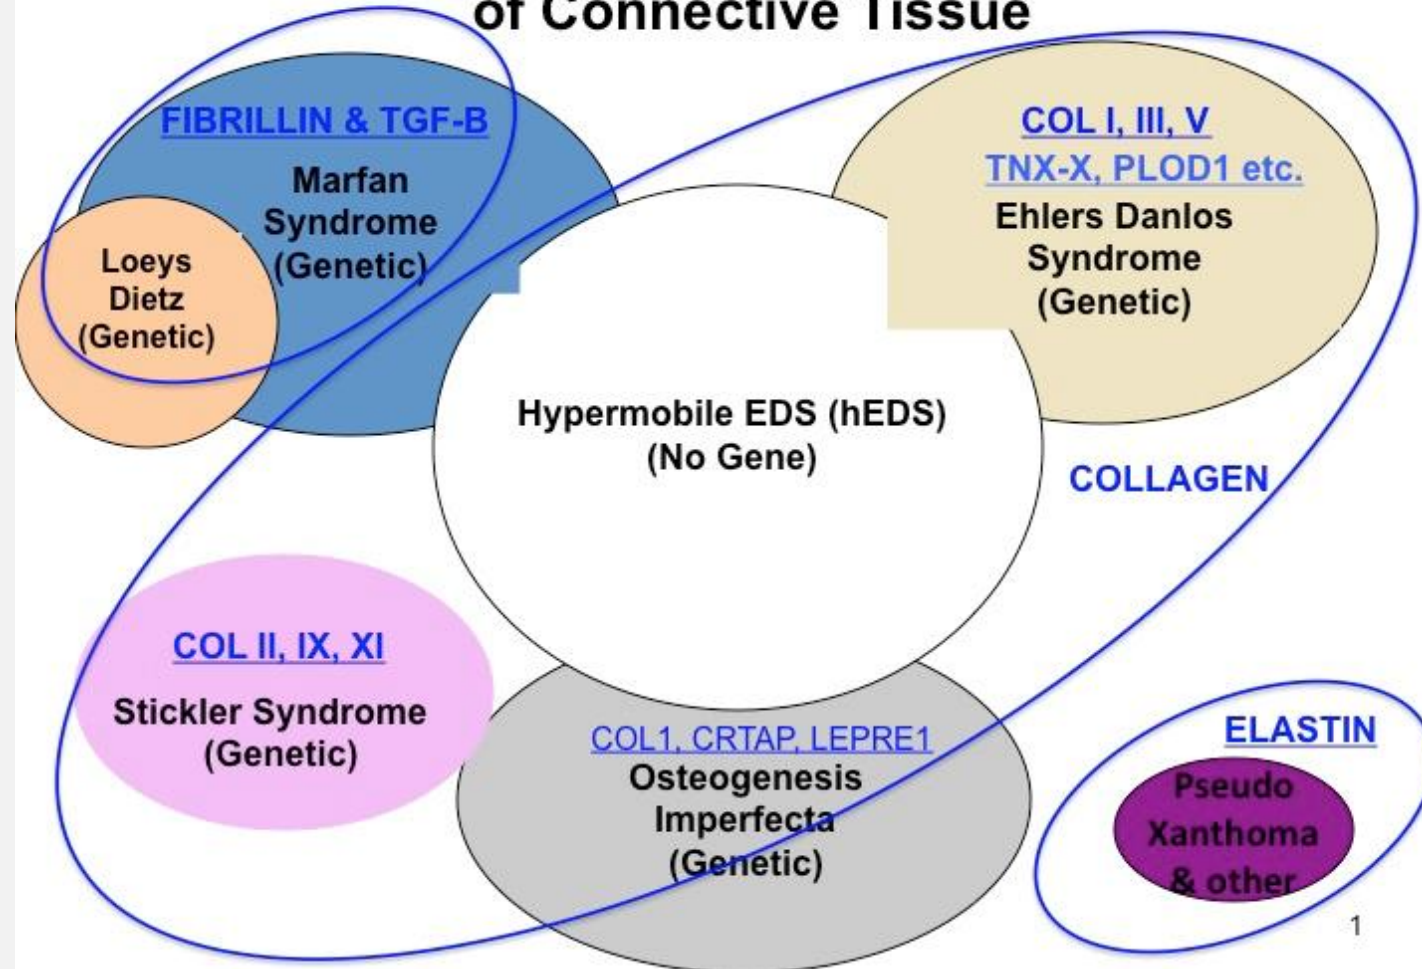 of Connective Tissue
FIBRILLIN & TGF-B
Marfan
Syndrome
(Genetic)
Loeys
Dietz
(Genetic)
COL I, III, V
TNX-X, PLOD1 etc.
Ehlers Danlos
Syndrome
(Genetic)
Hypermobile EDS (hEDS)
(No Gene)
COLLAGEN
COL II, IX, XI
Stickler Syndrome
(Genetic)
COL1, CRTAP, LEPRE1
Osteogenesis
Imperfecta
(Genetic)
ELASTIN
Pseudo
Xanthoma
& other
1